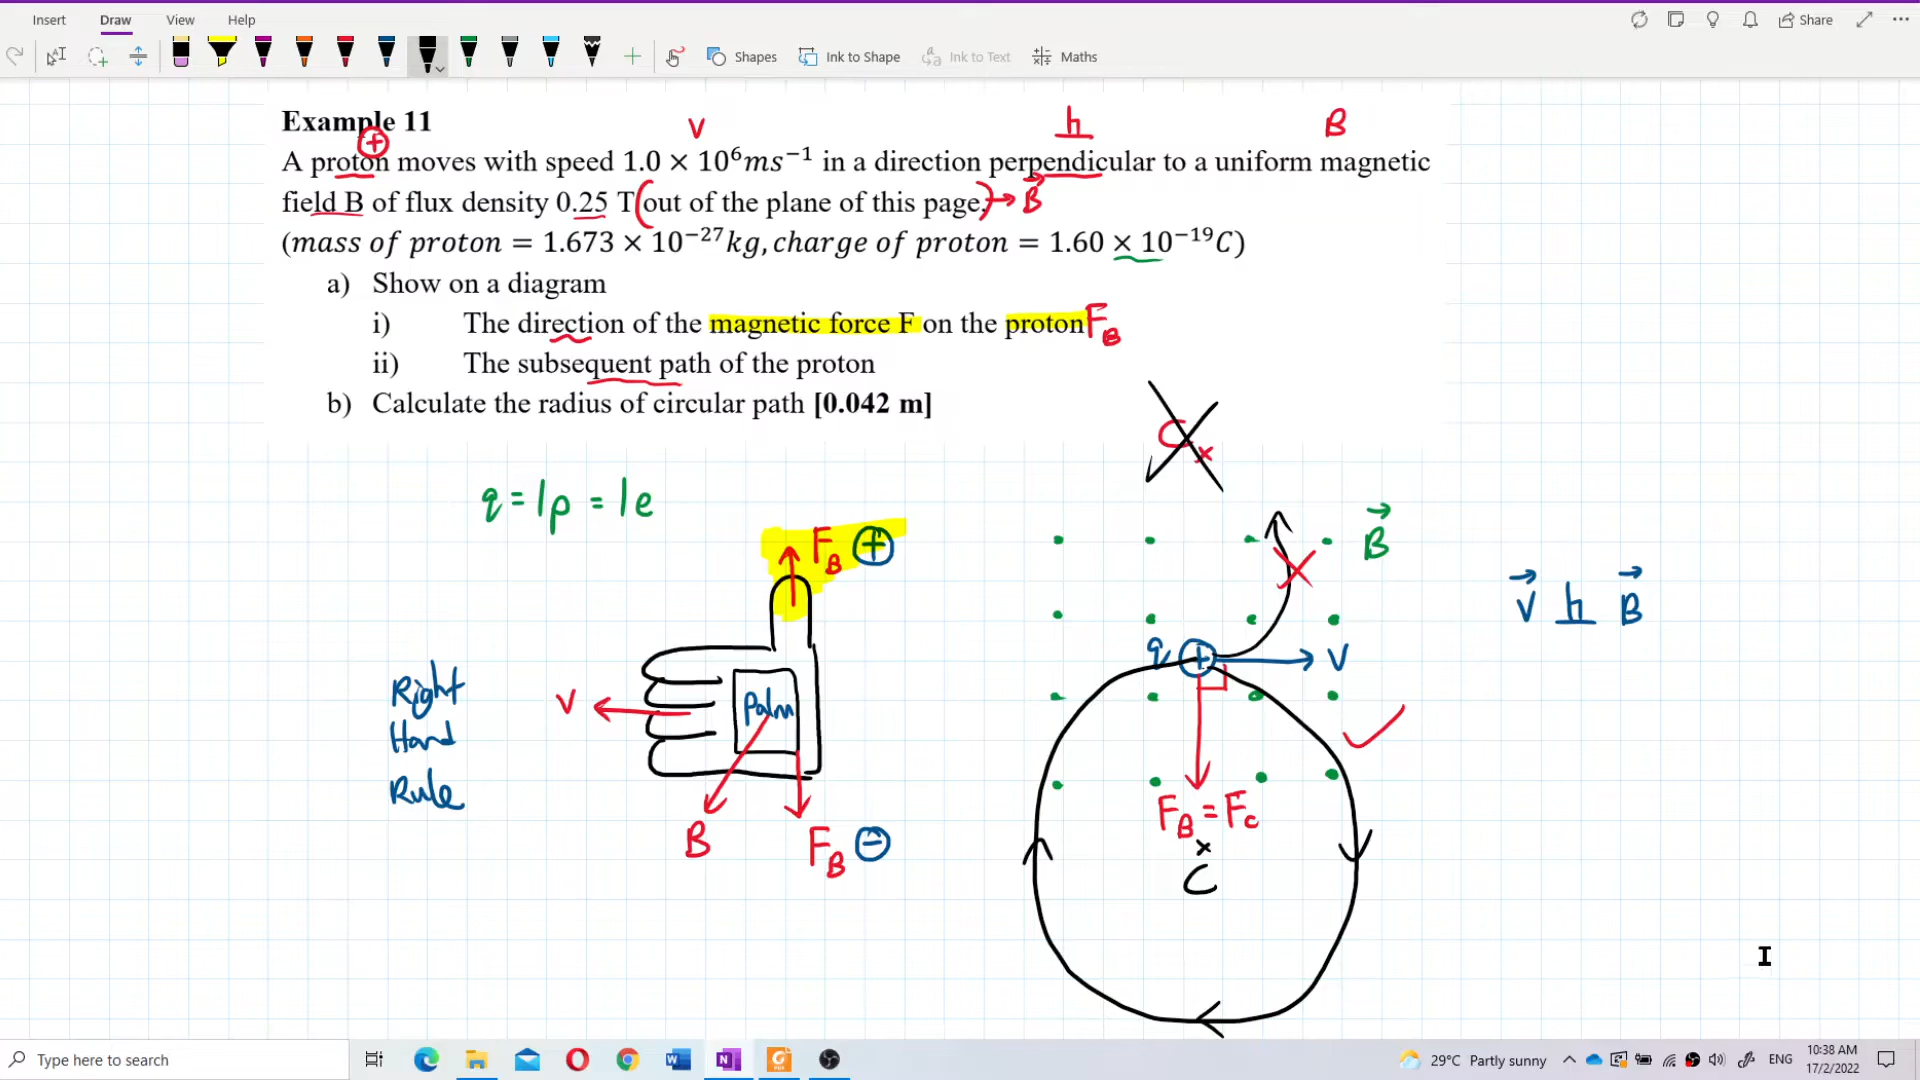 Insert Draw View Help
Share
Shapes Ink to Shape Ink to Text Maths
Example 11
+ V B
A proton moves with speed 1.0 × 10⁶ms⁻¹ in a direction perpendicular to a uniform magnetic
field B of flux density 0.25 T(out of the plane of this page.)→B
(mass of proton = 1.673 × 10⁻²⁷kg, charge of proton = 1.60 × 10⁻¹⁹C)
a) Show on a diagram
i) The direction of the magnetic force F on the proton F_B
ii) The subsequent path of the proton
b) Calculate the radius of circular path [0.042 m]
C x
q = 1p = 1e
F_B +
B
V B
q + V
Right
Hand
Rule
V
Palm
B
F_B −
F_B = F_C
x
C
Type here to search
29°C Partly sunny
ENG
10:38 AM
17/2/2022